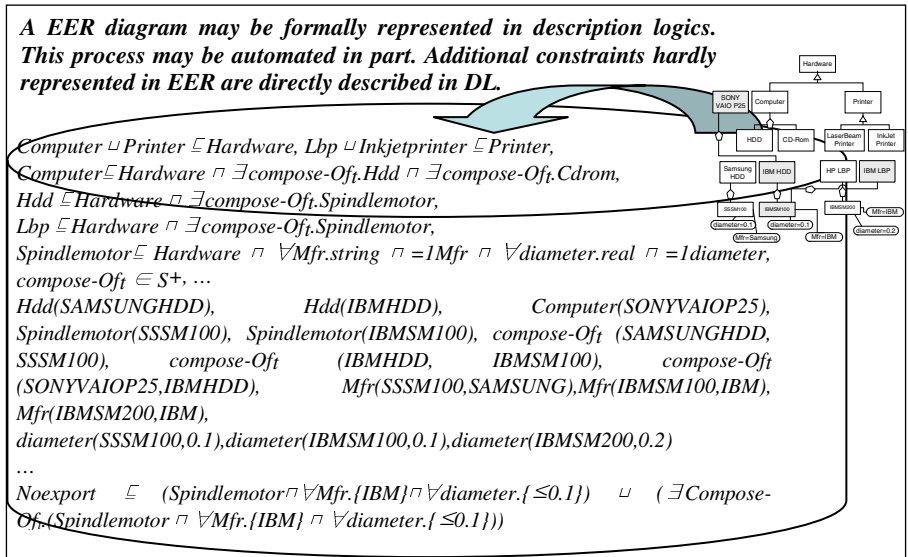 A EER diagram may be formally represented in description logics.
This process may be automated in part. Additional constraints hardly
represented in EER are directly described in DL.
Hardware
SONY
VAIO P25
Computer
Printer
HDD
CD-Rom
LaserBeam
Printer
InkJet
Printer
Samsung
HDD
IBM HDD
HP LBP
IBM LBP
SSSM100
IBMSM100
IBMSM200
Mfr=IBM
diameter=0.1
diameter=0.1
diameter=0.2
Mfr=Samsung
Mfr=IBM
Computer ⊔ Printer ⊑ Hardware, Lbp ⊔ Inkjetprinter ⊑ Printer,
Computer ⊑ Hardware ⊓ ∃compose-Oft.Hdd ⊓ ∃compose-Oft.Cdrom,
Hdd ⊑ Hardware ⊓ ∃compose-Oft.Spindlemotor,
Lbp ⊑ Hardware ⊓ ∃compose-Oft.Spindlemotor,
Spindlemotor ⊑ Hardware ⊓ ∀Mfr.string ⊓ =1Mfr ⊓ ∀diameter.real ⊓ =1diameter,
compose-Oft ∈ S+, …
Hdd(SAMSUNGHDD), Hdd(IBMHDD), Computer(SONYVAIOP25),
Spindlemotor(SSSM100), Spindlemotor(IBMSM100), compose-Oft (SAMSUNGHDD,
SSSM100), compose-Oft (IBMHDD, IBMSM100), compose-Oft
(SONYVAIOP25,IBMHDD), Mfr(SSSM100,SAMSUNG),Mfr(IBMSM100,IBM),
Mfr(IBMSM200,IBM),
diameter(SSSM100,0.1),diameter(IBMSM100,0.1),diameter(IBMSM200,0.2)
…
Noexport ⊑ (Spindlemotor⊓∀Mfr.{IBM}⊓∀diameter.{≤0.1}) ⊔ (∃Compose-
Oft.(Spindlemotor ⊓ ∀Mfr.{IBM} ⊓ ∀diameter.{≤0.1}))